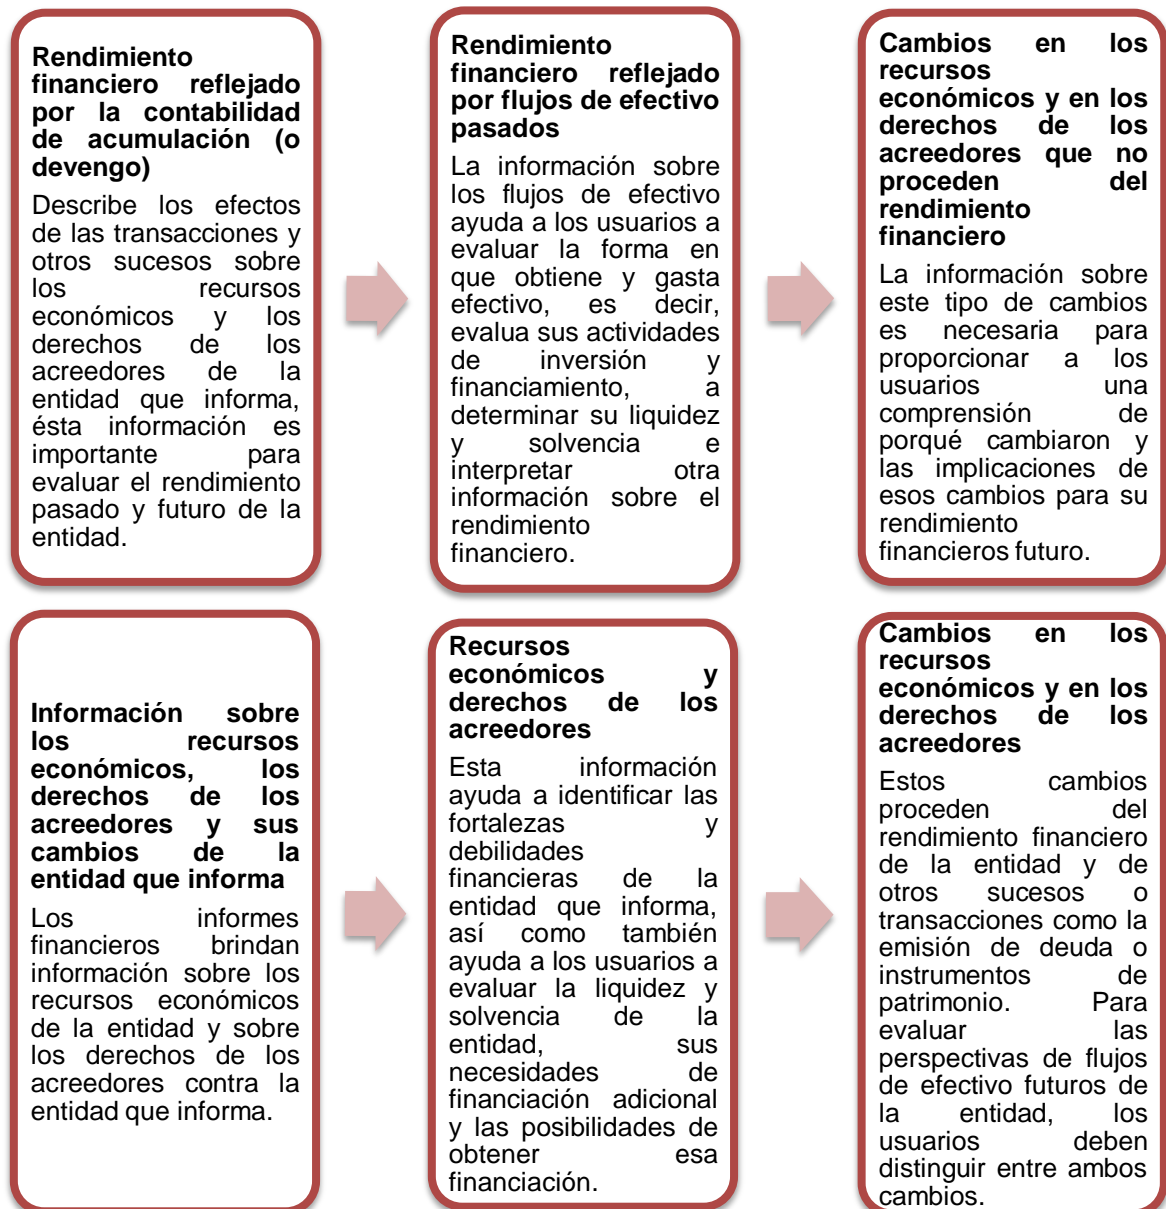 Rendimiento
financiero reflejado
por la contabilidad
de acumulación (o
devengo)
Describe los efectos
de las transacciones y
otros sucesos sobre
los recursos
económicos y los
derechos de los
acreedores de la
entidad que informa,
ésta información es
importante para
evaluar el rendimiento
pasado y futuro de la
entidad.
Rendimiento
financiero reflejado
por flujos de efectivo
pasados
La información sobre
los flujos de efectivo
ayuda a los usuarios a
evaluar la forma en
que obtiene y gasta
efectivo, es decir,
evalua sus actividades
de inversión y
financiamiento, a
determinar su liquidez
y solvencia e
interpretar otra
información sobre el
rendimiento
financiero.
Cambios en los
recursos
económicos y en los
derechos de los
acreedores que no
proceden del
rendimiento
financiero
La información sobre
este tipo de cambios
es necesaria para
proporcionar a los
usuarios una
comprensión de
porqué cambiaron y
las implicaciones de
esos cambios para su
rendimiento
financieros futuro.
Información sobre
los recursos
económicos, los
derechos de los
acreedores y sus
cambios de la
entidad que informa
Los informes
financieros brindan
información sobre los
recursos económicos
de la entidad y sobre
los derechos de los
acreedores contra la
entidad que informa.
Recursos
económicos y
derechos de los
acreedores
Esta información
ayuda a identificar las
fortalezas y
debilidades
financieras de la
entidad que informa,
así como también
ayuda a los usuarios a
evaluar la liquidez y
solvencia de la
entidad, sus
necesidades de
financiación adicional
y las posibilidades de
obtener esa
financiación.
Cambios en los
recursos
económicos y en los
derechos de los
acreedores
Estos cambios
proceden del
rendimiento financiero
de la entidad y de
otros sucesos o
transacciones como la
emisión de deuda o
instrumentos de
patrimonio. Para
evaluar las
perspectivas de flujos
de efectivo futuros de
la entidad, los
usuarios deben
distinguir entre ambos
cambios.